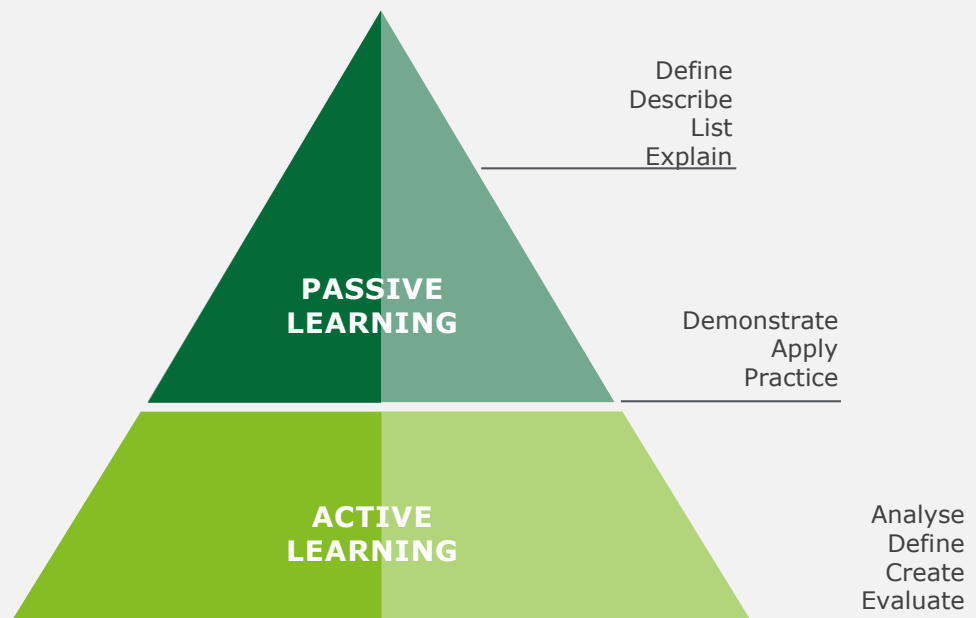 Define
Describe
List
Explain
PASSIVE
LEARNING
Demonstrate
Apply
Practice
ACTIVE
LEARNING
Analyse
Define
Create
Evaluate